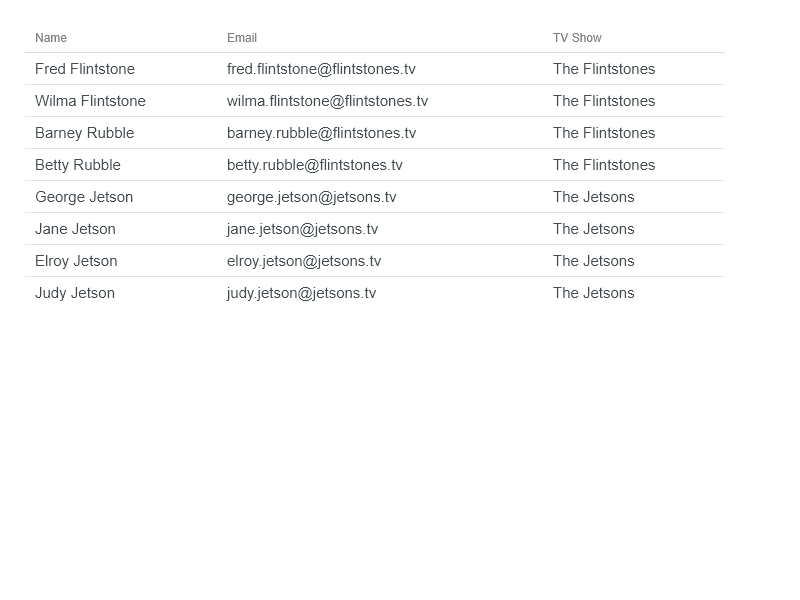 Name Email TV Show
Fred Flintstone fred.flintstone@flintstones.tv The Flintstones
Wilma Flintstone wilma.flintstone@flintstones.tv The Flintstones
Barney Rubble barney.rubble@flintstones.tv The Flintstones
Betty Rubble betty.rubble@flintstones.tv The Flintstones
George Jetson george.jetson@jetsons.tv The Jetsons
Jane Jetson jane.jetson@jetsons.tv The Jetsons
Elroy Jetson elroy.jetson@jetsons.tv The Jetsons
Judy Jetson judy.jetson@jetsons.tv The Jetsons